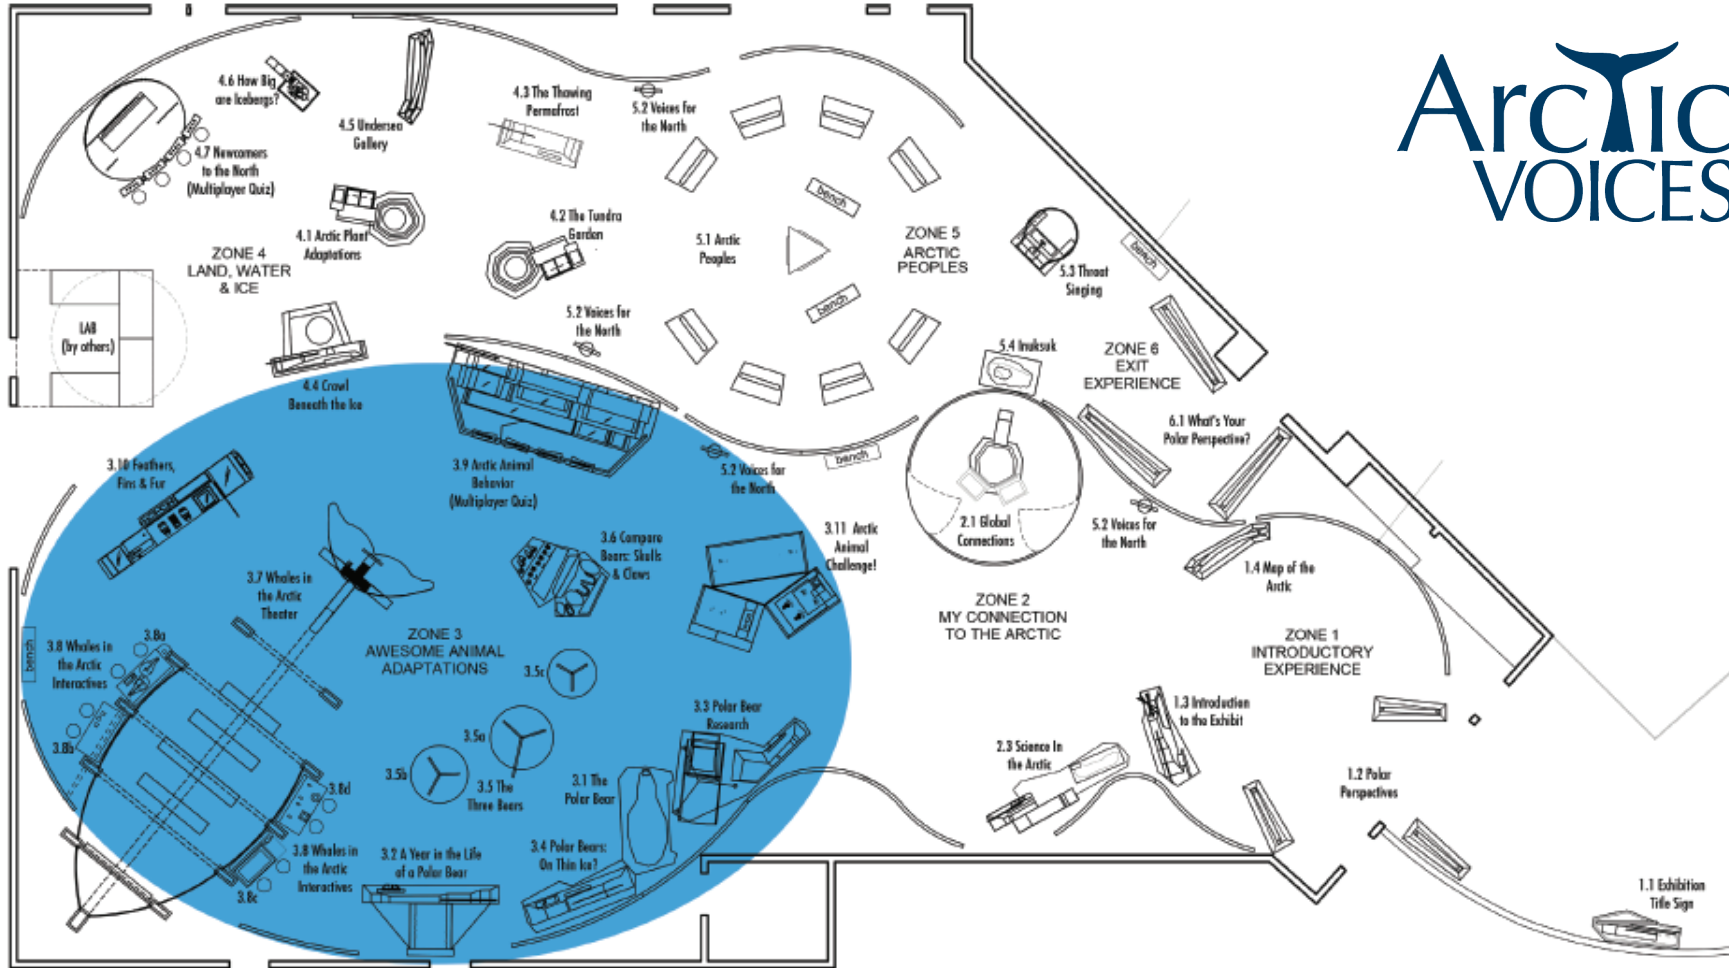 ArcTic
VOICES
4.6 How Big
are Icebergs?
4.5 Undersea
Gallery
4.3 The Thawing
Permafrost
5.2 Voices for
the North
4.7 Newcomers
to the North
(Multiplayer Quiz)
4.1 Arctic Plant
Adaptations
4.2 The Tundra
Garden
ZONE 4
LAND, WATER
& ICE
LAB
(by others)
4.4 Crawl
Beneath the Ice
5.2 Voices for
the North
5.1 Arctic
Peoples
bench
bench
ZONE 5
ARCTIC
PEOPLES
5.3 Throat
Singing
bench
5.4 Inuksuk
ZONE 6
EXIT
EXPERIENCE
6.1 What's Your
Polar Perspective?
bench
5.2 Voices for
the North
3.10 Feathers,
Fins & Fur
3.9 Arctic Animal
Behavior
(Multiplayer Quiz)
3.6 Compare
Bears: Skulls
& Claws
3.11 Arctic
Animal
Challenge!
2.1 Global
Connections
5.2 Voices for
the North
1.4 Map of the
Arctic
3.7 Whales in
the Arctic
Theater
ZONE 3
AWESOME ANIMAL
ADAPTATIONS
ZONE 2
MY CONNECTION
TO THE ARCTIC
ZONE 1
INTRODUCTORY
EXPERIENCE
bench
3.8 Whales in
the Arctic
Interactives
3.8a
3.8b
3.5c
3.5a
3.5b
3.5 The
Three Bears
3.3 Polar Bear
Research
3.1 The
Polar Bear
3.8d
3.8 Whales in
the Arctic
Interactives
3.8c
3.2 A Year in the Life
of a Polar Bear
3.4 Polar Bears:
On Thin Ice?
2.3 Science In
the Arctic
1.3 Introduction
to the Exhibit
1.2 Polar
Perspectives
1.1 Exhibition
Title Sign